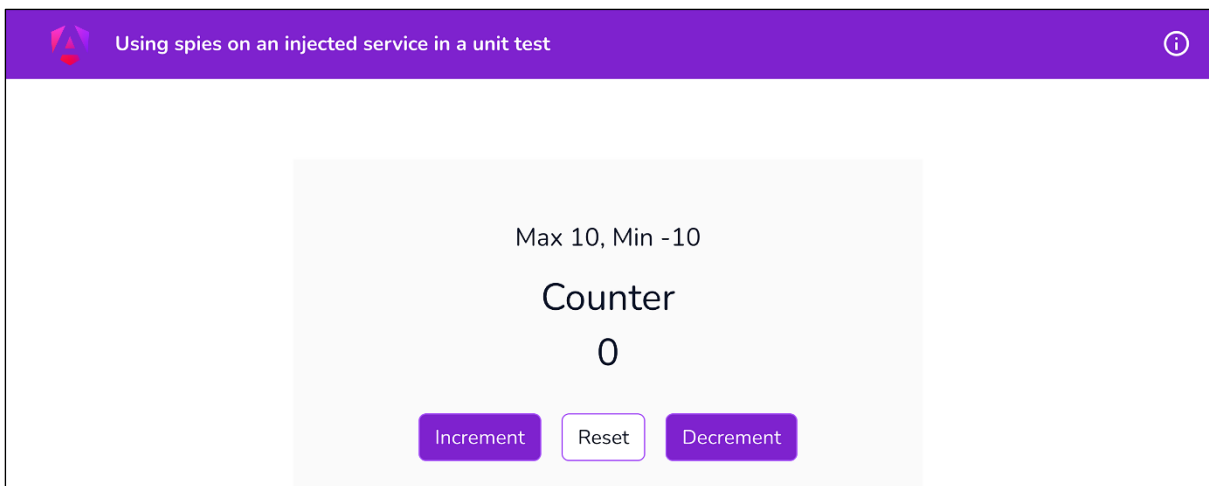 Using spies on an injected service in a unit test
Max 10, Min -10
Counter
0
Increment Reset Decrement